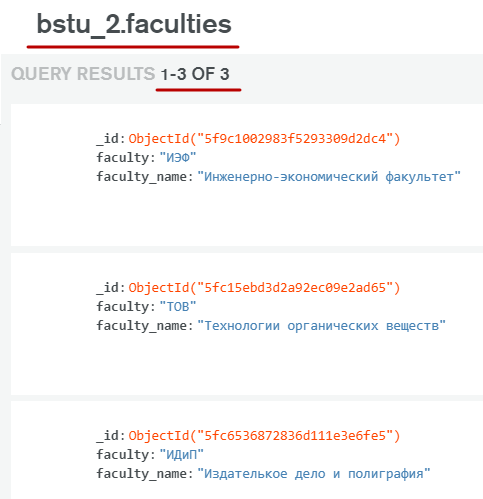 bstu_2.faculties
QUERY RESULTS 1-3 OF 3
_id: ObjectId("5f9c1002983f5293309d2dc4")
faculty: "ИЭФ"
faculty_name: "Инженерно-экономический факультет"
_id: ObjectId("5fc15ebd3d2a92ec09e2ad65")
faculty: "ТОВ"
faculty_name: "Технологии органических веществ"
_id: ObjectId("5fc6536872836d111e3e6fe5")
faculty: "ИДиП"
faculty_name: "Издателькое дело и полиграфия"